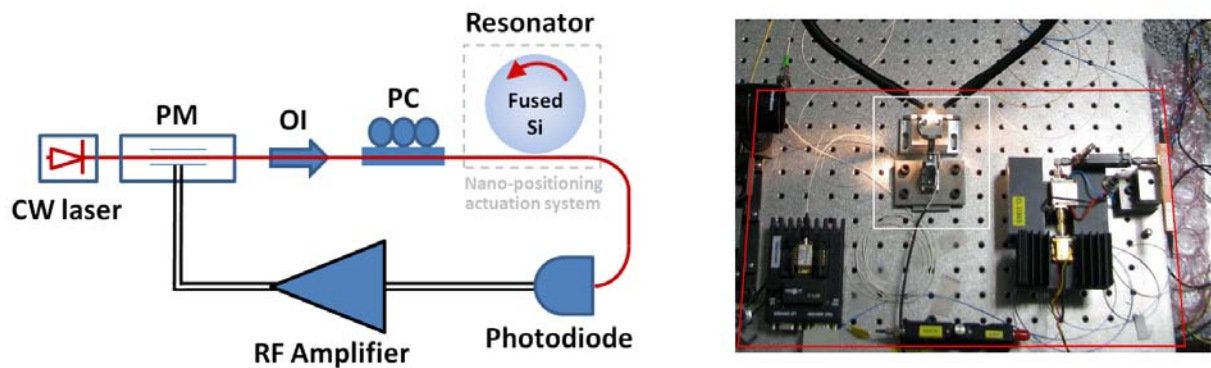 Resonator
PM
OI
PC
Fused
Si
CW laser
Nano-positioning
actuation system
RF Amplifier
Photodiode